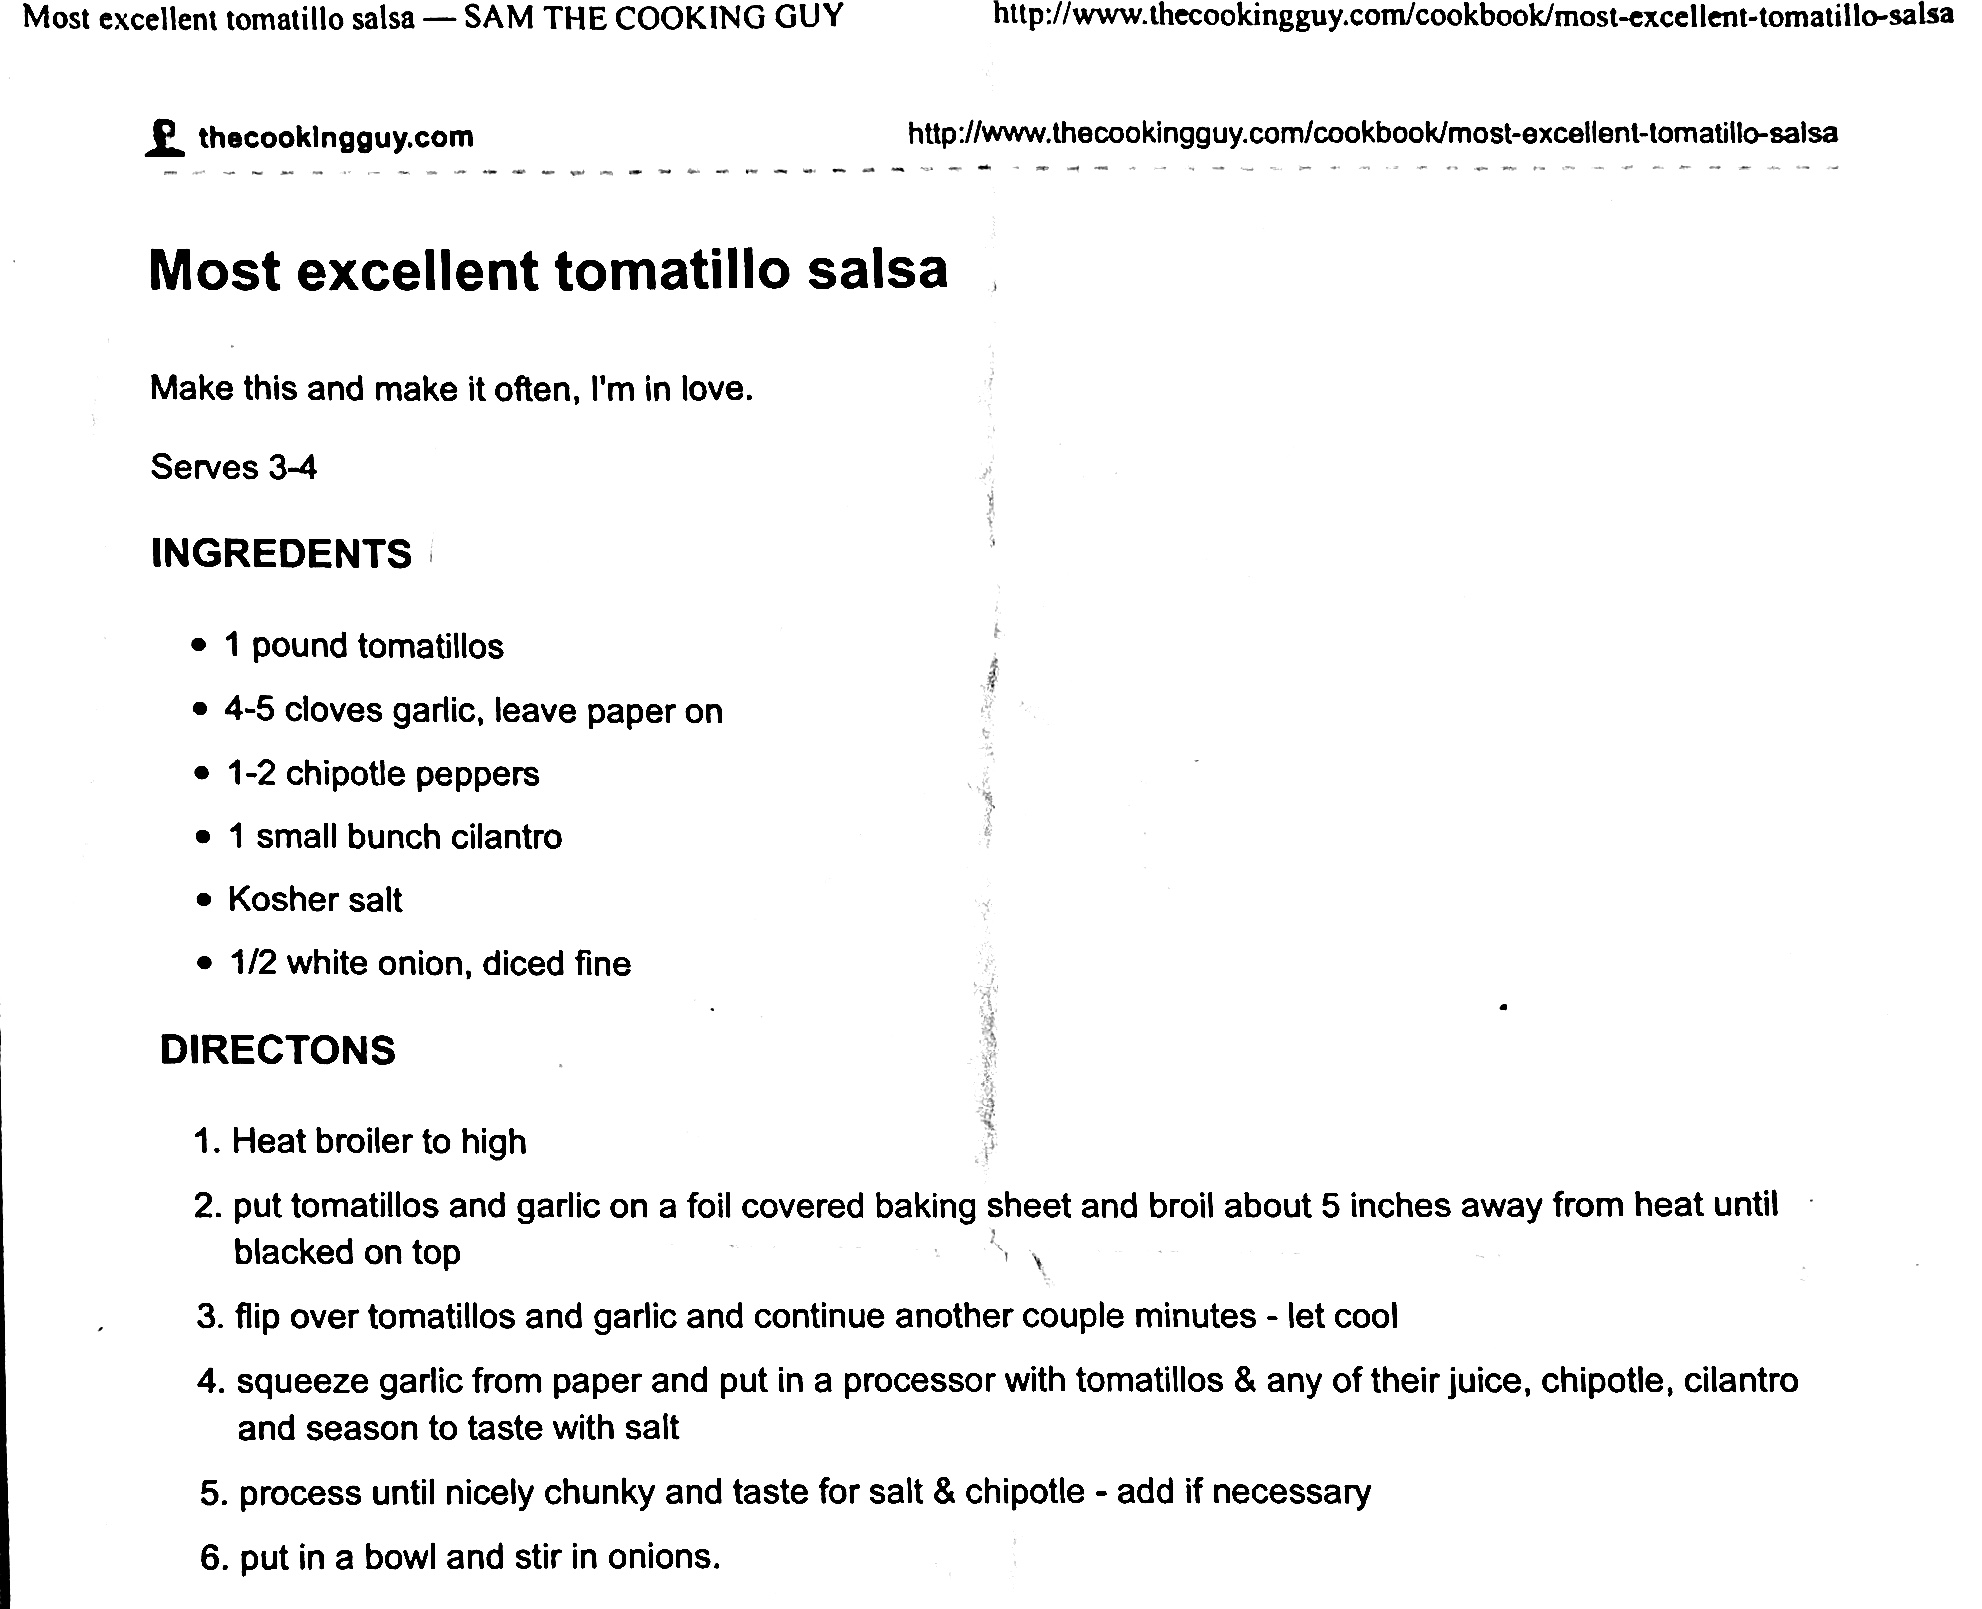 Most excellent tomatillo salsa — SAM THE COOKING GUY
http://www.thecookingguy.com/cookbook/most-excellent-tomatillo-salsa
thecookingguy.com
http://www.thecookingguy.com/cookbook/most-excellent-tomatillo-salsa
Most excellent tomatillo salsa
Make this and make it often, I'm in love.
Serves 3-4
INGREDENTS
• 1 pound tomatillos
• 4-5 cloves garlic, leave paper on
• 1-2 chipotle peppers
• 1 small bunch cilantro
• Kosher salt
• 1/2 white onion, diced fine
DIRECTONS
1. Heat broiler to high
2. put tomatillos and garlic on a foil covered baking sheet and broil about 5 inches away from heat until
blacked on top
3. flip over tomatillos and garlic and continue another couple minutes - let cool
4. squeeze garlic from paper and put in a processor with tomatillos & any of their juice, chipotle, cilantro
and season to taste with salt
5. process until nicely chunky and taste for salt & chipotle - add if necessary
6. put in a bowl and stir in onions.